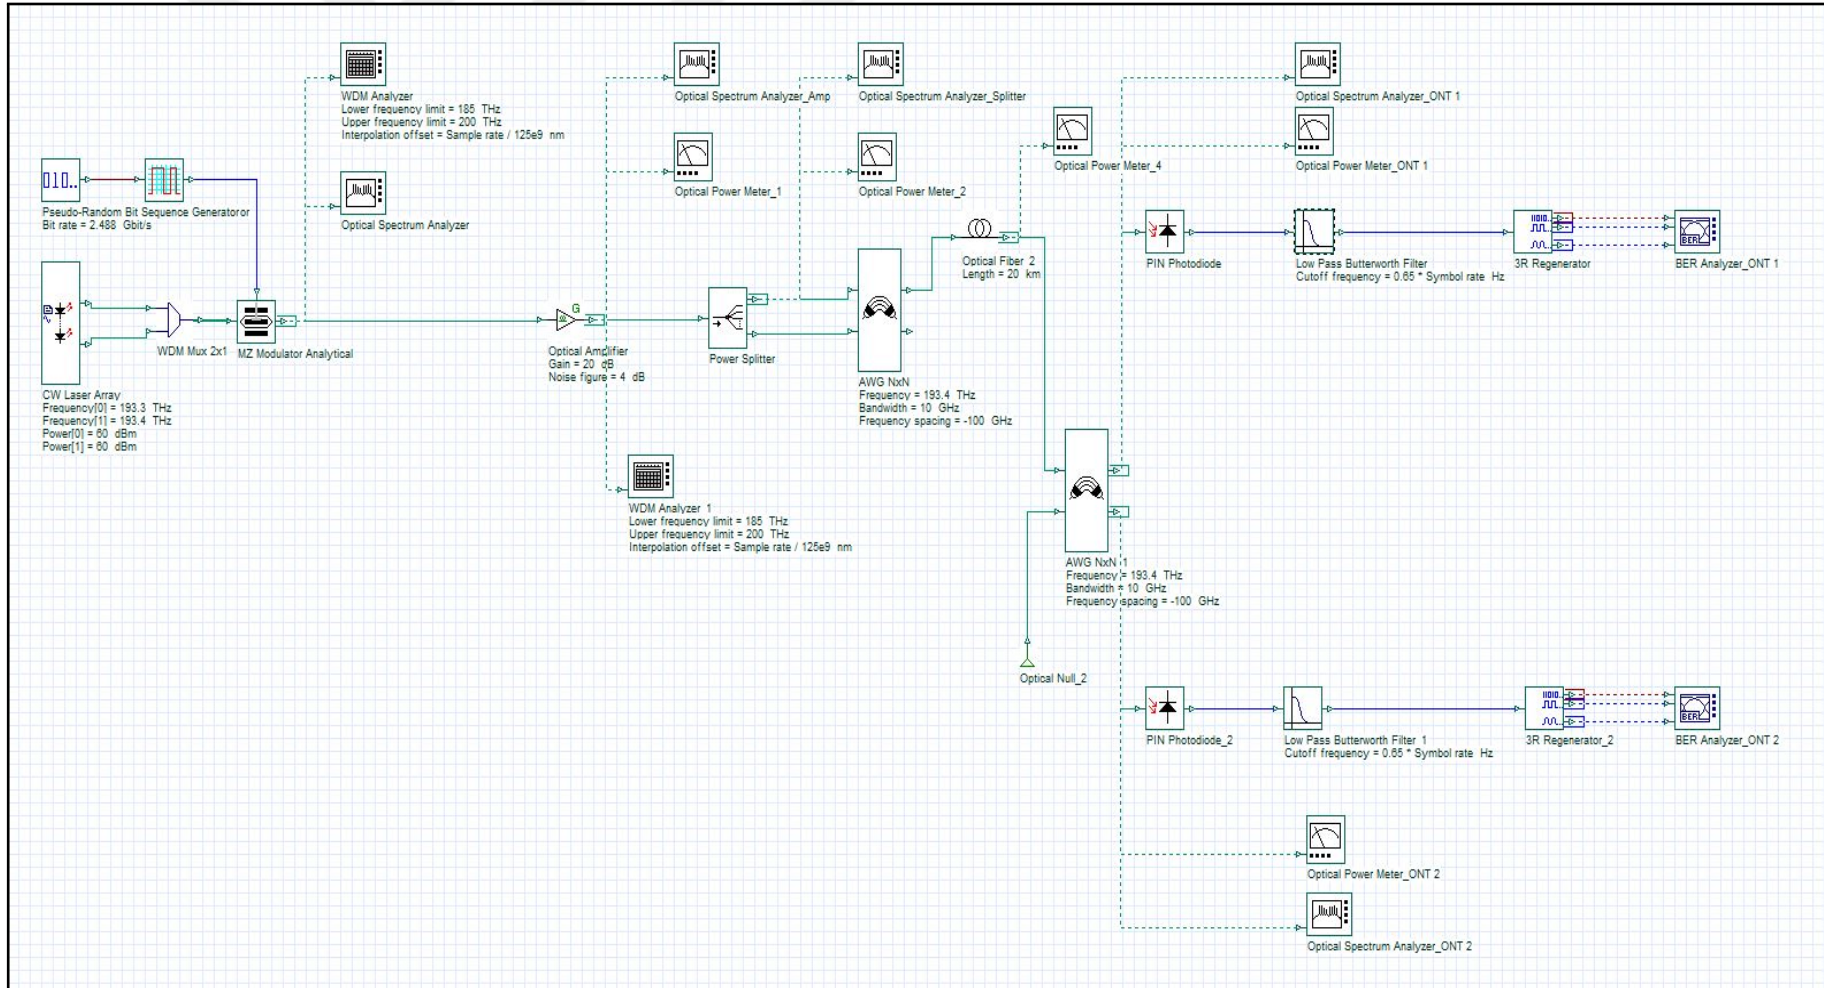 WDM Analyzer
Lower frequency limit = 185 THz
Upper frequency limit = 200 THz
Interpolation offset = Sample rate / 125e9 nm
Optical Spectrum Analyzer_Amp
Optical Spectrum Analyzer_Splitter
Optical Spectrum Analyzer_ONT 1
Optical Power Meter_1
Optical Power Meter_2
Optical Power Meter_4
Optical Power Meter_ONT 1
010..
Pseudo-Random Bit Sequence Generatoror
Bit rate = 2.488 Gbit/s
Optical Spectrum Analyzer
PIN Photodiode
Low Pass Butterworth Filter
Cutoff frequency = 0.65 * Symbol rate Hz
3R Regenerator
BER
BER Analyzer_ONT 1
Optical Fiber 2
Length = 20 km
WDM Mux 2x1
MZ Modulator Analytical
G
Optical Amplifier
Gain = 20 dB
Noise figure = 4 dB
Power Splitter
AWG NxN
Frequency = 193.4 THz
Bandwidth = 10 GHz
Frequency spacing = -100 GHz
CW Laser Array
Frequency[0] = 193.3 THz
Frequency[1] = 193.4 THz
Power[0] = 60 dBm
Power[1] = 60 dBm
WDM Analyzer 1
Lower frequency limit = 185 THz
Upper frequency limit = 200 THz
Interpolation offset = Sample rate / 125e9 nm
AWG NxN 1
Frequency = 193.4 THz
Bandwidth = 10 GHz
Frequency spacing = -100 GHz
Optical Null_2
PIN Photodiode_2
Low Pass Butterworth Filter 1
Cutoff frequency = 0.65 * Symbol rate Hz
3R Regenerator_2
BER
BER Analyzer_ONT 2
Optical Power Meter_ONT 2
Optical Spectrum Analyzer_ONT 2